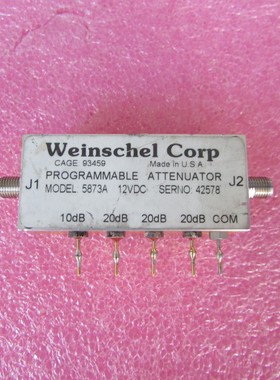 Weinschel Corp
CAGE 93459 Made In U S A
J1 PROGRAMMABLE ATTENUATOR J2
MODEL 5873A 12VDC SERNO: 42578
10dB 20dB 20dB 20dB COM